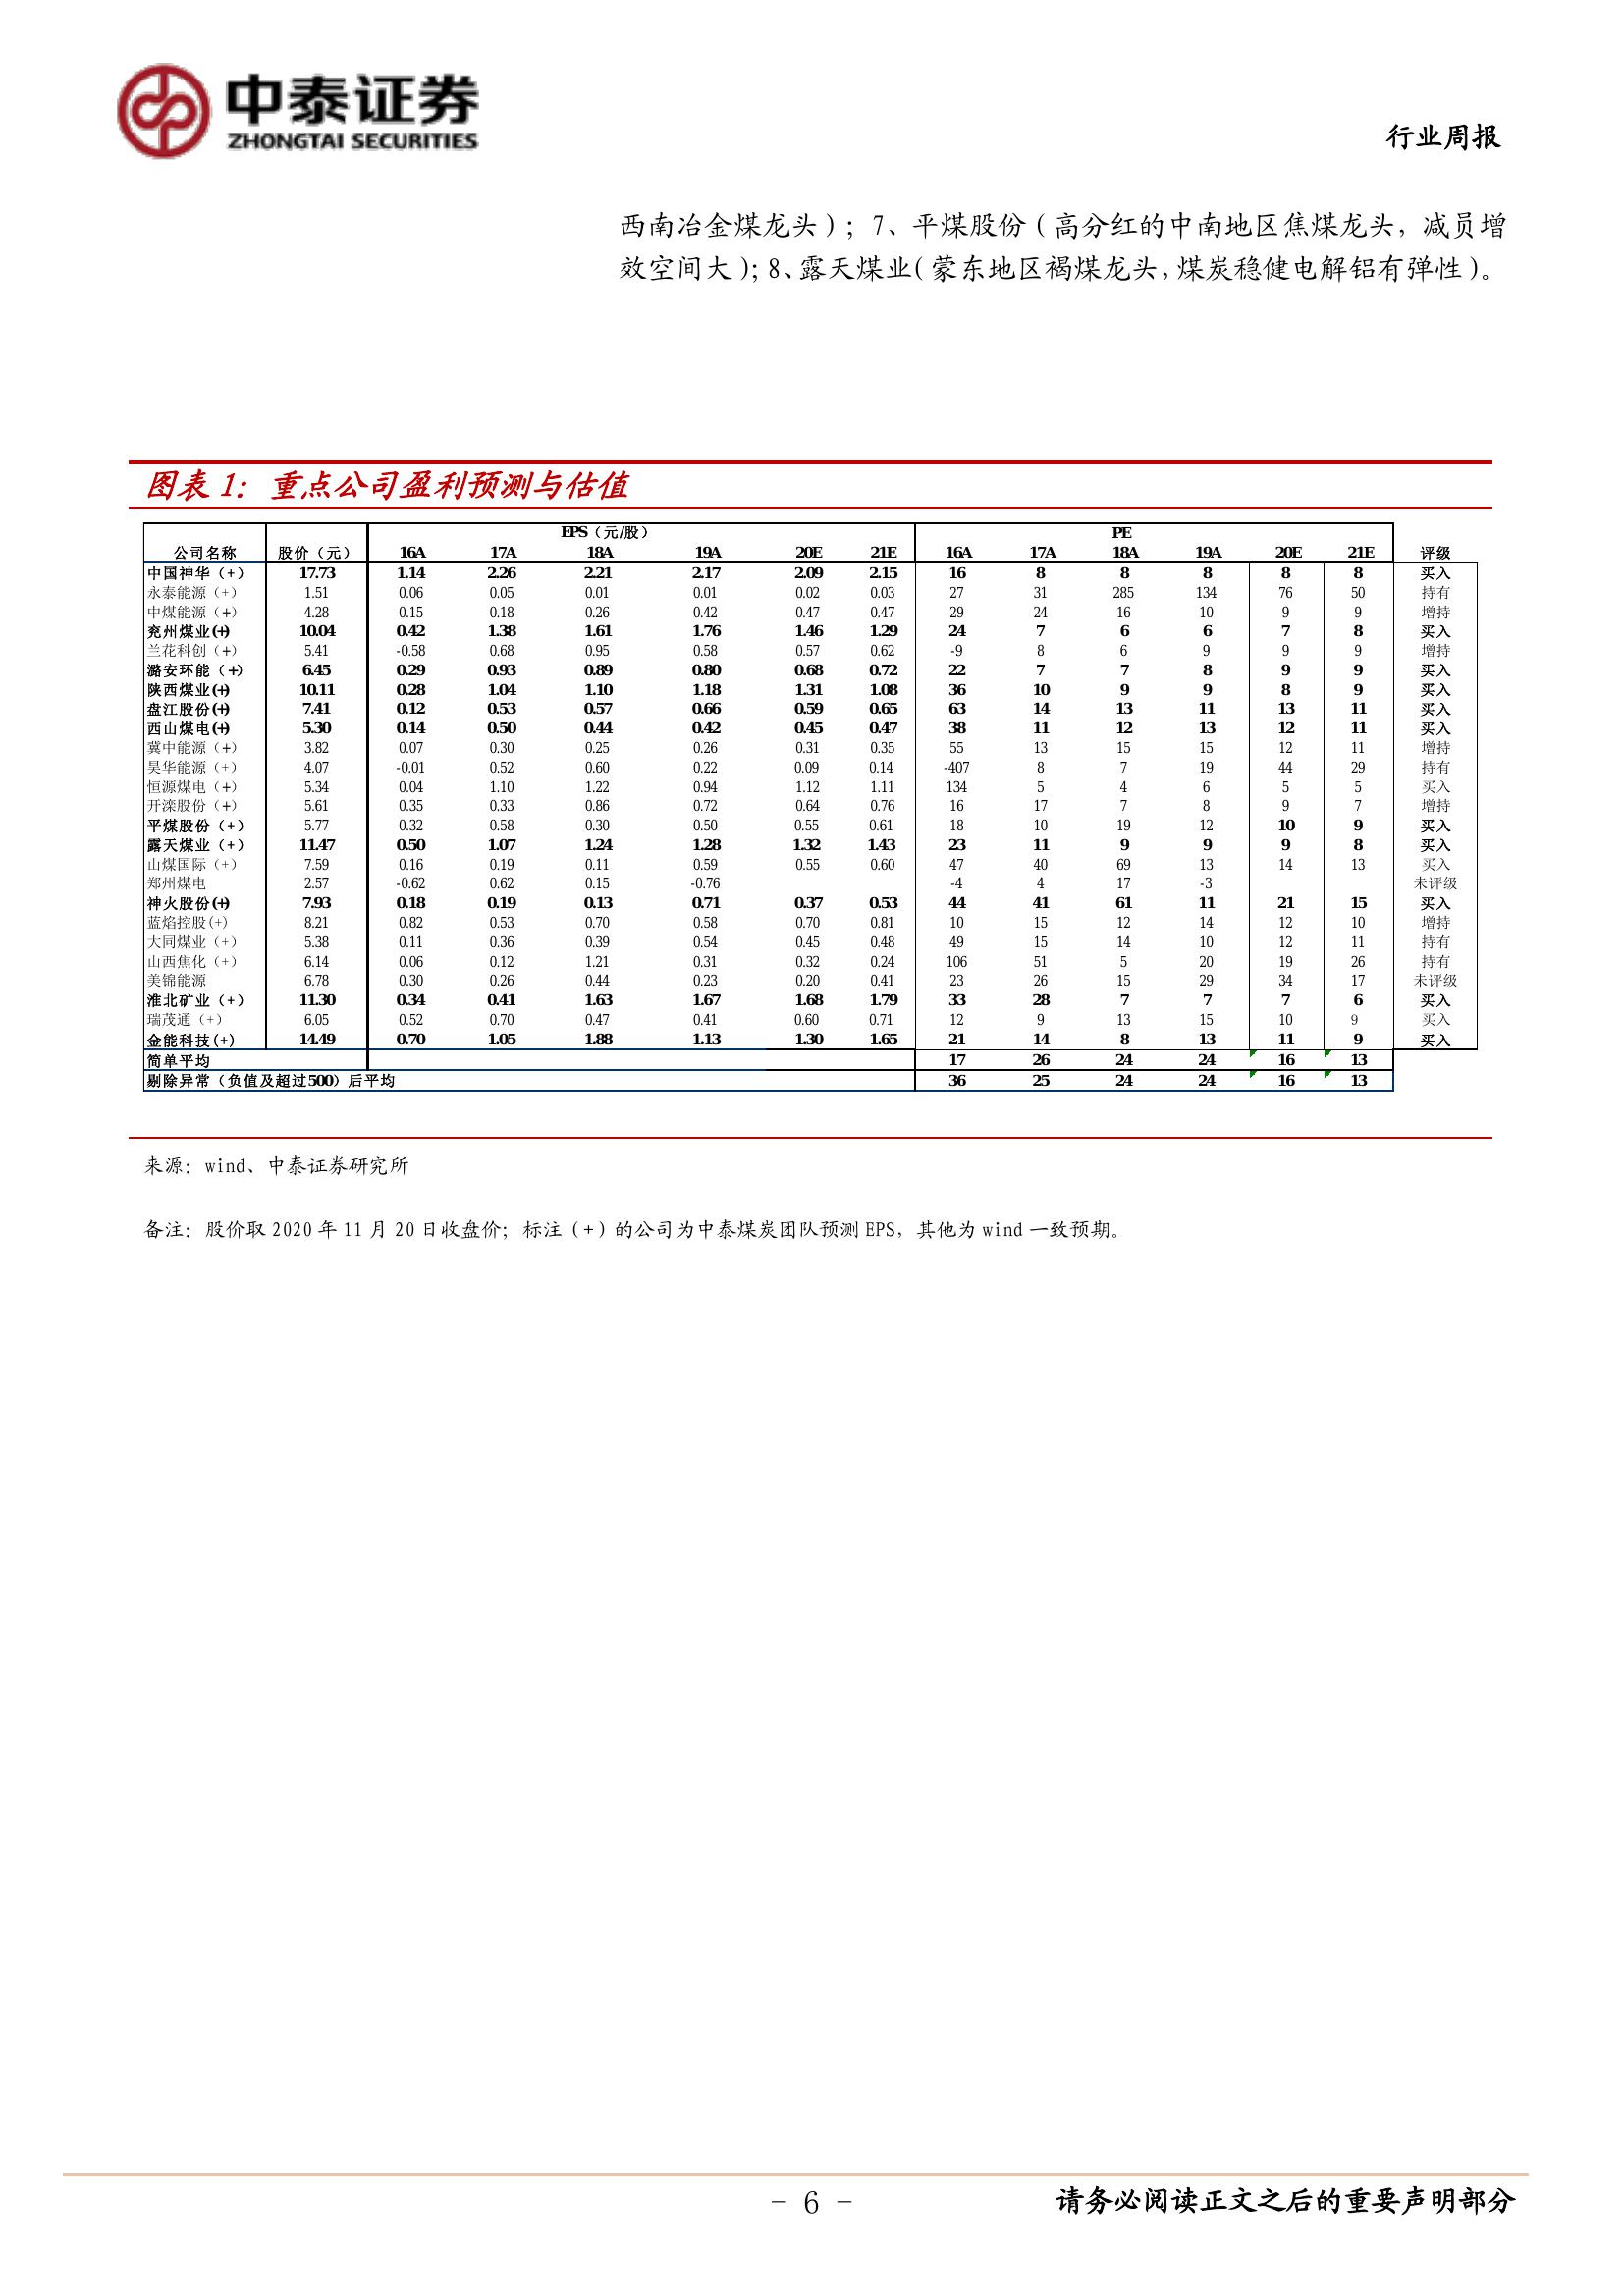 中泰证券
ZHONGTAI SECURITIES
行业周报
西南冶金煤龙头）；7、平煤股份（高分红的中南地区焦煤龙头，减员增
效空间大）；8、露天煤业（蒙东地区褐煤龙头，煤炭稳健电解铝有弹性）。
图表 1：重点公司盈利预测与估值
EPS（元/股） PE
公司名称 股价（元） 16A 17A 18A 19A 20E 21E 16A 17A 18A 19A 20E 21E 评级
中国神华（+） 17.73 1.14 2.26 2.21 2.17 2.09 2.15 16 8 8 8 8 8 买入
永泰能源（+） 1.51 0.06 0.05 0.01 0.01 0.02 0.03 27 31 285 134 76 50 持有
中煤能源（+） 4.28 0.15 0.18 0.26 0.42 0.47 0.47 29 24 16 10 9 9 增持
兖州煤业(+) 10.04 0.42 1.38 1.61 1.76 1.46 1.29 24 7 6 6 7 8 买入
兰花科创（+） 5.41 -0.58 0.68 0.95 0.58 0.57 0.62 -9 8 6 9 9 9 增持
潞安环能（+） 6.45 0.29 0.93 0.89 0.80 0.68 0.72 22 7 7 8 9 9 买入
陕西煤业(+) 10.11 0.28 1.04 1.10 1.18 1.31 1.08 36 10 9 9 8 9 买入
盘江股份(+) 7.41 0.12 0.53 0.57 0.66 0.59 0.65 63 14 13 11 13 11 买入
西山煤电(+) 5.30 0.14 0.50 0.44 0.42 0.45 0.47 38 11 12 13 12 11 买入
冀中能源（+） 3.82 0.07 0.30 0.25 0.26 0.31 0.35 55 13 15 15 12 11 增持
昊华能源（+） 4.07 -0.01 0.52 0.60 0.22 0.09 0.14 -407 8 7 19 44 29 持有
恒源煤电（+） 5.34 0.04 1.10 1.22 0.94 1.12 1.11 134 5 4 6 5 5 买入
开滦股份（+） 5.61 0.35 0.33 0.86 0.72 0.64 0.76 16 17 7 8 9 7 增持
平煤股份（+） 5.77 0.32 0.58 0.30 0.50 0.55 0.61 18 10 19 12 10 9 买入
露天煤业（+） 11.47 0.50 1.07 1.24 1.28 1.32 1.43 23 11 9 9 9 8 买入
山煤国际（+） 7.59 0.16 0.19 0.11 0.59 0.55 0.60 47 40 69 13 14 13 买入
郑州煤电 2.57 -0.62 0.62 0.15 -0.76 -4 4 17 -3 未评级
神火股份(+) 7.93 0.18 0.19 0.13 0.71 0.37 0.53 44 41 61 11 21 15 买入
蓝焰控股(+) 8.21 0.82 0.53 0.70 0.58 0.70 0.81 10 15 12 14 12 10 增持
大同煤业（+） 5.38 0.11 0.36 0.39 0.54 0.45 0.48 49 15 14 10 12 11 持有
山西焦化（+） 6.14 0.06 0.12 1.21 0.31 0.32 0.24 106 51 5 20 19 26 持有
美锦能源 6.78 0.30 0.26 0.44 0.23 0.20 0.41 23 26 15 29 34 17 未评级
淮北矿业（+） 11.30 0.34 0.41 1.63 1.67 1.68 1.79 33 28 7 7 7 6 买入
瑞茂通（+） 6.05 0.52 0.70 0.47 0.41 0.60 0.71 12 9 13 15 10 9 买入
金能科技(+) 14.49 0.70 1.05 1.88 1.13 1.30 1.65 21 14 8 13 11 9 买入
简单平均 17 26 24 24 16 13
剔除异常（负值及超过500）后平均 36 25 24 24 16 13
来源：wind、中泰证券研究所
备注：股价取 2020 年 11 月 20 日收盘价；标注（+）的公司为中泰煤炭团队预测 EPS，其他为 wind 一致预期。
- 6 -
请务必阅读正文之后的重要声明部分